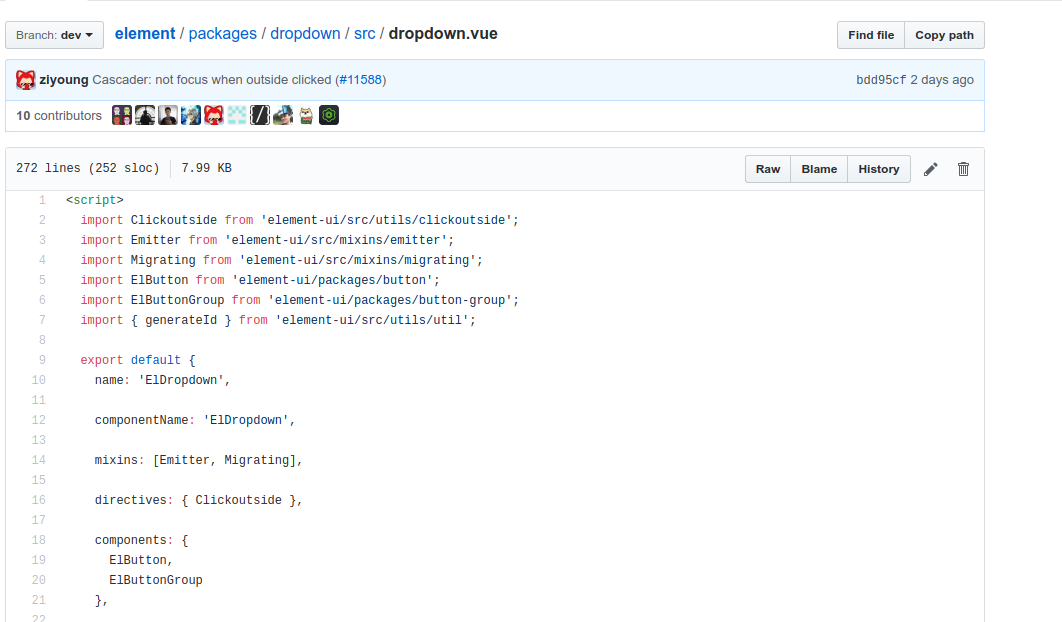 Branch: dev element / packages / dropdown / src / dropdown.vue Find file Copy path
ziyoung Cascader: not focus when outside clicked (#11588) bdd95cf 2 days ago
10 contributors
272 lines (252 sloc) 7.99 KB Raw Blame History
1 <script>
2 import Clickoutside from 'element-ui/src/utils/clickoutside';
3 import Emitter from 'element-ui/src/mixins/emitter';
4 import Migrating from 'element-ui/src/mixins/migrating';
5 import ElButton from 'element-ui/packages/button';
6 import ElButtonGroup from 'element-ui/packages/button-group';
7 import { generateId } from 'element-ui/src/utils/util';
8
9 export default {
10 name: 'ElDropdown',
11
12 componentName: 'ElDropdown',
13
14 mixins: [Emitter, Migrating],
15
16 directives: { Clickoutside },
17
18 components: {
19 ElButton,
20 ElButtonGroup
21 },
22